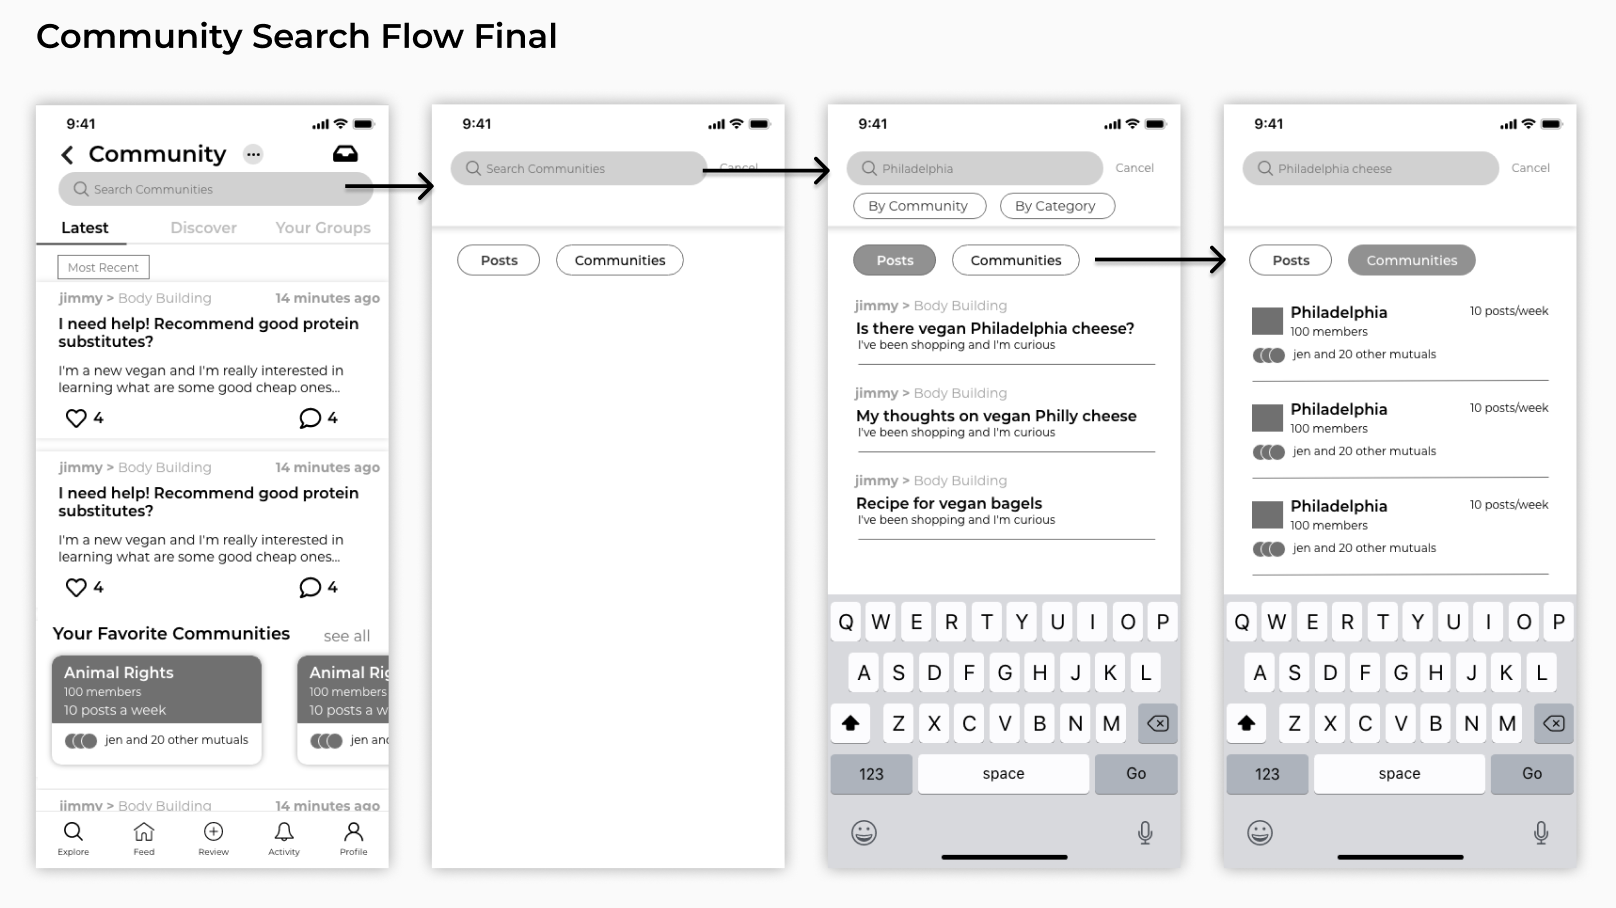 Community Search Flow Final
9:41
Community
Search Communities
Latest Discover Your Groups
Most Recent
jimmy > Body Building 14 minutes ago
I need help! Recommend good protein
substitutes?
I'm a new vegan and I'm really interested in
learning what are some good cheap ones...
4 4
jimmy > Body Building 14 minutes ago
I need help! Recommend good protein
substitutes?
I'm a new vegan and I'm really interested in
learning what are some good cheap ones...
4 4
Your Favorite Communities see all
Animal Rights
100 members
10 posts a week
jen and 20 other mutuals
Animal Rig
100 members
10 posts a w
jen and
jimmy > Body Building 14 minutes ago
Explore Feed Review Activity Profile
9:41
Search Communities Cancel
Posts Communities
9:41
Philadelphia Cancel
By Community By Category
Posts Communities
jimmy > Body Building
Is there vegan Philadelphia cheese?
I've been shopping and I'm curious
jimmy > Body Building
My thoughts on vegan Philly cheese
I've been shopping and I'm curious
jimmy > Body Building
Recipe for vegan bagels
I've been shopping and I'm curious
Q W E R T Y U I O P
A S D F G H J K L
Z X C V B N M
123 space Go
9:41
Philadelphia cheese Cancel
Posts Communities
Philadelphia 10 posts/week
100 members
jen and 20 other mutuals
Philadelphia 10 posts/week
100 members
jen and 20 other mutuals
Philadelphia 10 posts/week
100 members
jen and 20 other mutuals
Q W E R T Y U I O P
A S D F G H J K L
Z X C V B N M
123 space Go